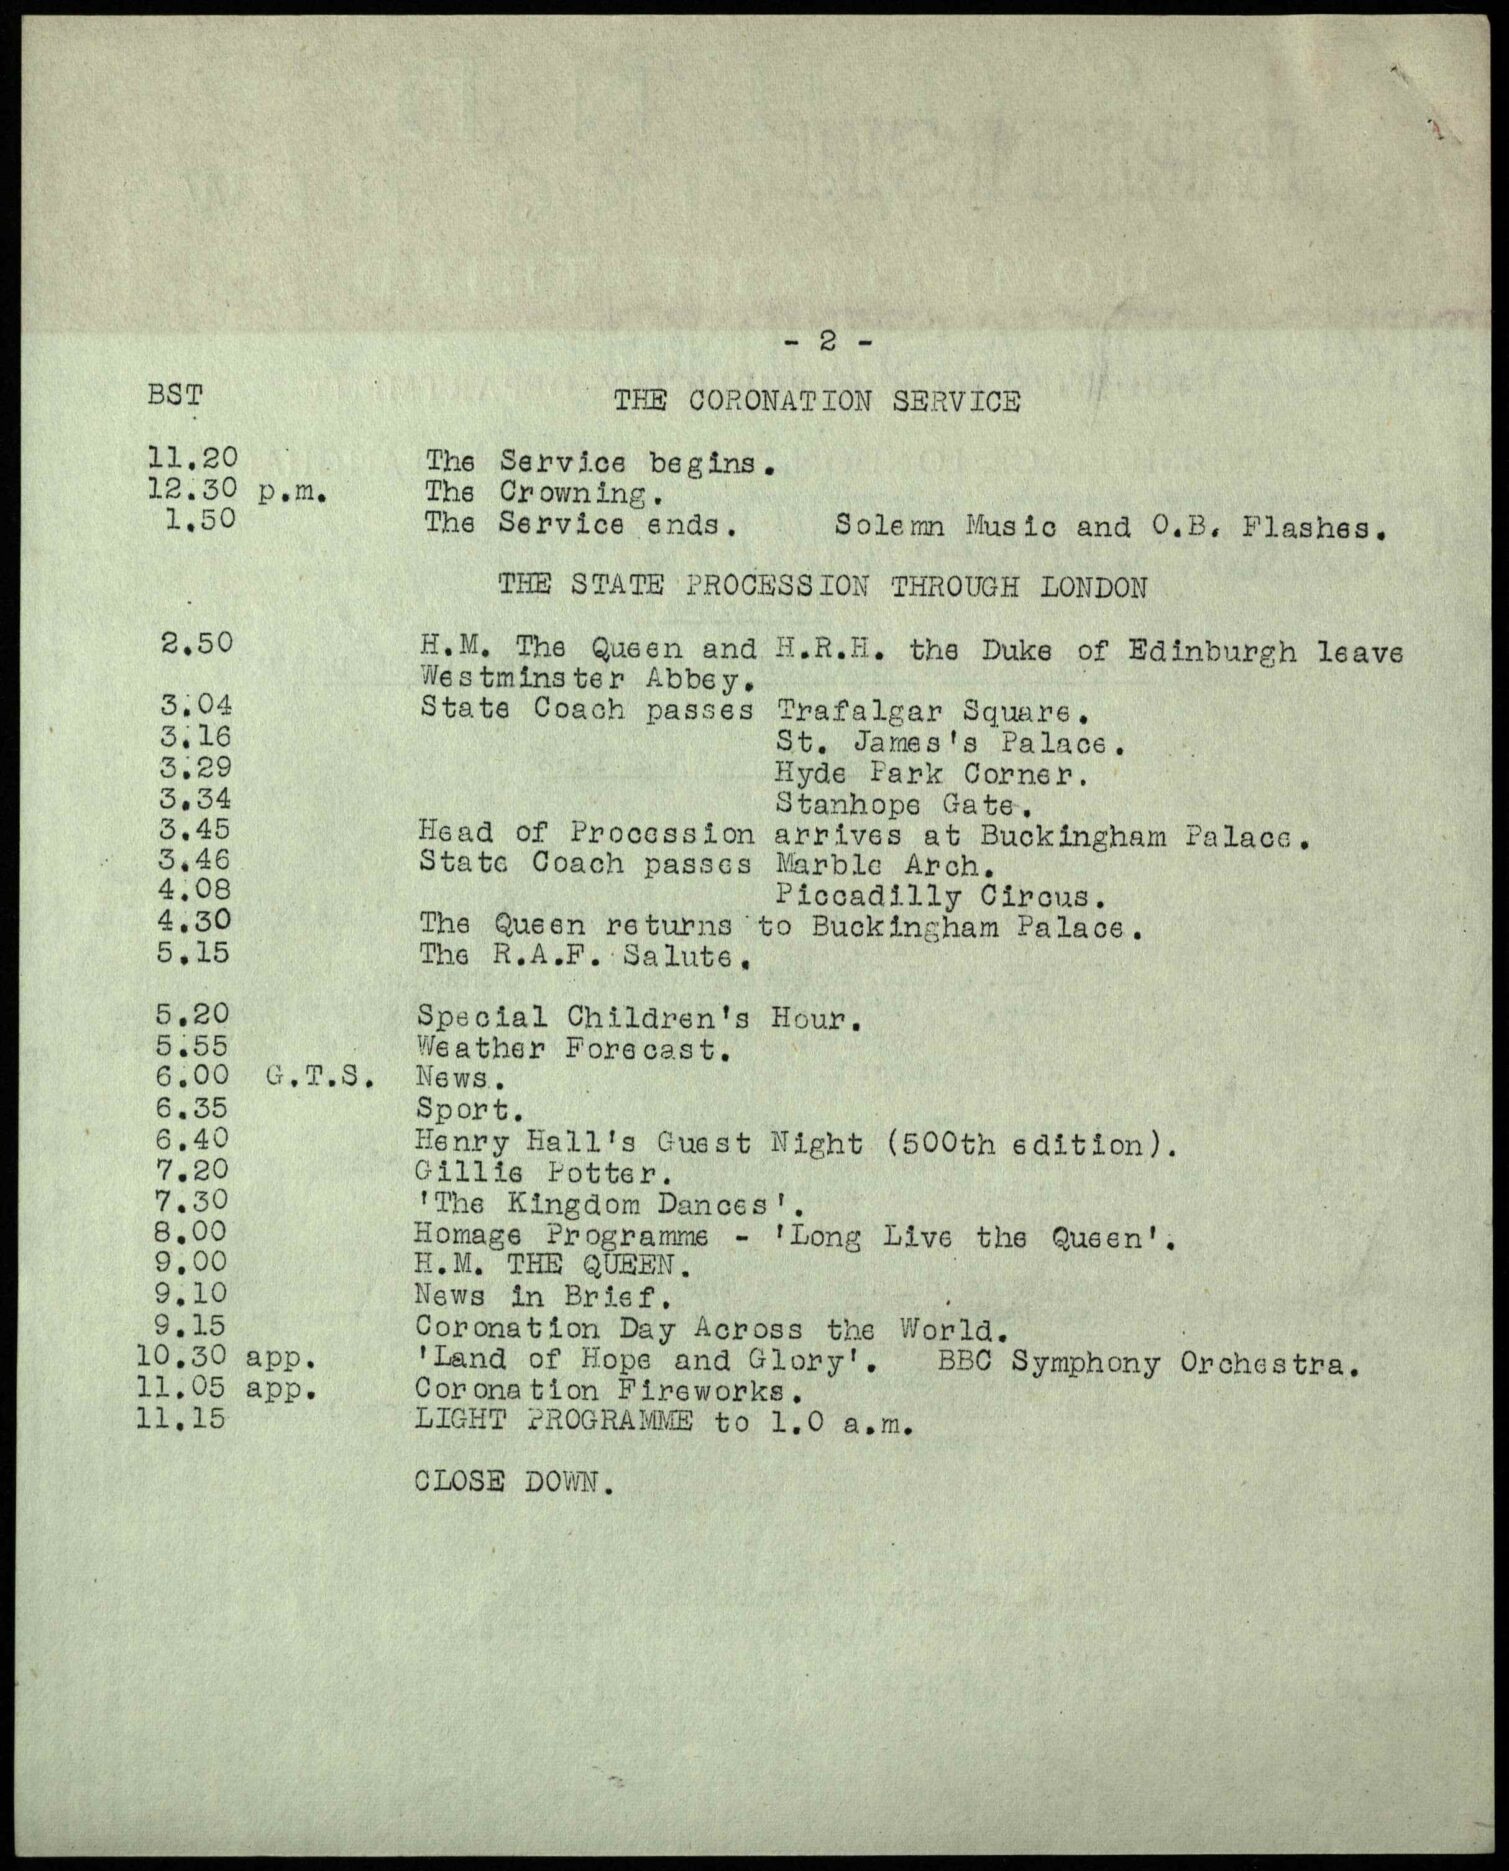 - 2 -
BST THE CORONATION SERVICE
11.20 The Service begins.
12.30 p.m. The Crowning.
1.50 The Service ends. Solemn Music and O.B. Flashes.
THE STATE PROCESSION THROUGH LONDON
2.50 H.M. The Queen and H.R.H. the Duke of Edinburgh leave
Westminster Abbey.
3.04 State Coach passes Trafalgar Square.
3.16 St. James's Palace.
3.29 Hyde Park Corner.
3.34 Stanhope Gate.
3.45 Head of Procession arrives at Buckingham Palace.
3.46 State Coach passes Marble Arch.
4.08 Piccadilly Circus.
4.30 The Queen returns to Buckingham Palace.
5.15 The R.A.F. Salute.
5.20 Special Children's Hour.
5.55 Weather Forecast.
6.00 G.T.S. News.
6.35 Sport.
6.40 Henry Hall's Guest Night (500th edition).
7.20 Gillie Potter.
7.30 'The Kingdom Dances'.
8.00 Homage Programme - 'Long Live the Queen'.
9.00 H.M. THE QUEEN.
9.10 News in Brief.
9.15 Coronation Day Across the World.
10.30 app. 'Land of Hope and Glory'. BBC Symphony Orchestra.
11.05 app. Coronation Fireworks.
11.15 LIGHT PROGRAMME to 1.0 a.m.
CLOSE DOWN.